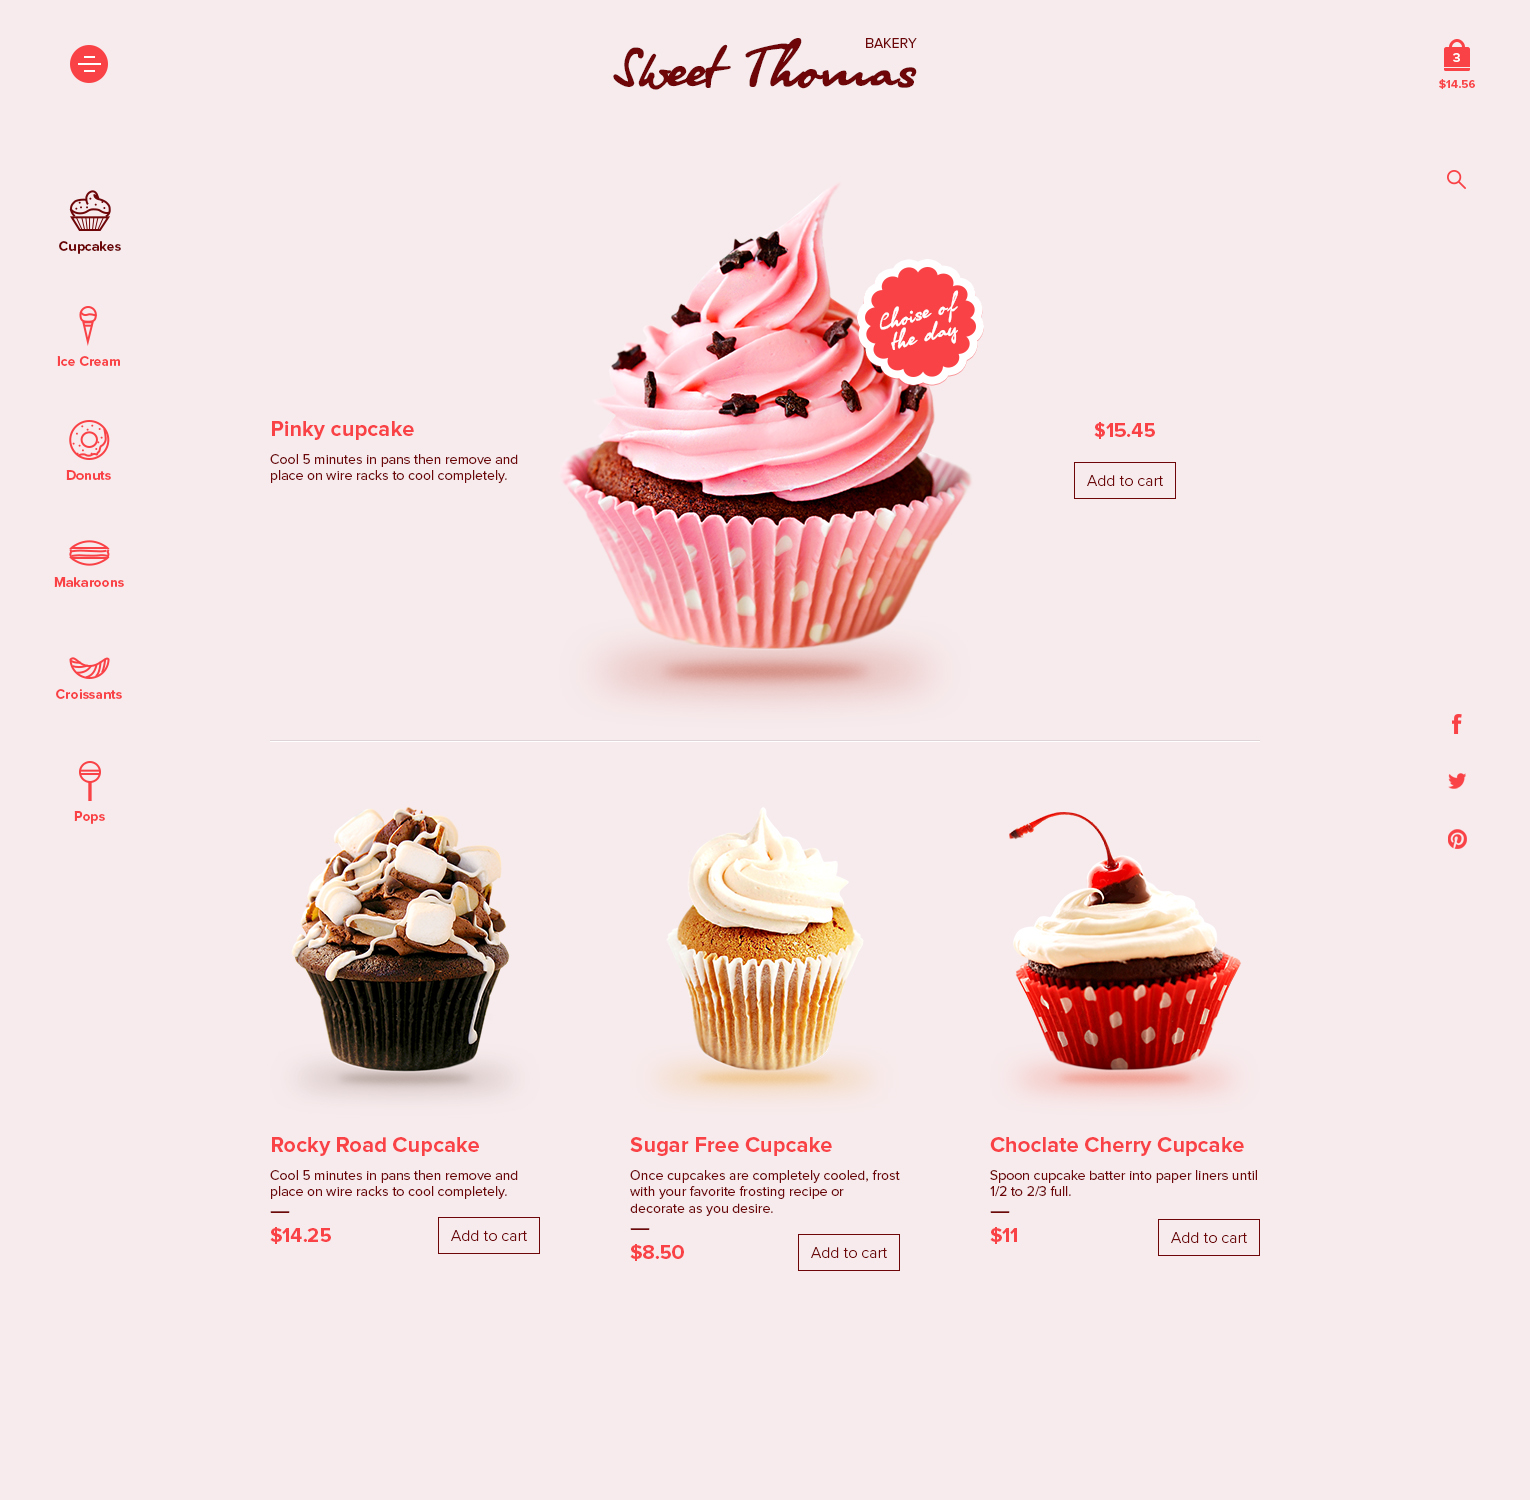 BAKERY
Sweet Thomas
3
$14.56
Cupcakes
Ice Cream
Donuts
Makaroons
Croissants
Pops
Choise of
the day
Pinky cupcake
Cool 5 minutes in pans then remove and
place on wire racks to cool completely.
$15.45
Add to cart
Rocky Road Cupcake
Cool 5 minutes in pans then remove and
place on wire racks to cool completely.
$14.25
Add to cart
Sugar Free Cupcake
Once cupcakes are completely cooled, frost
with your favorite frosting recipe or
decorate as you desire.
$8.50
Add to cart
Choclate Cherry Cupcake
Spoon cupcake batter into paper liners until
1/2 to 2/3 full.
$11
Add to cart